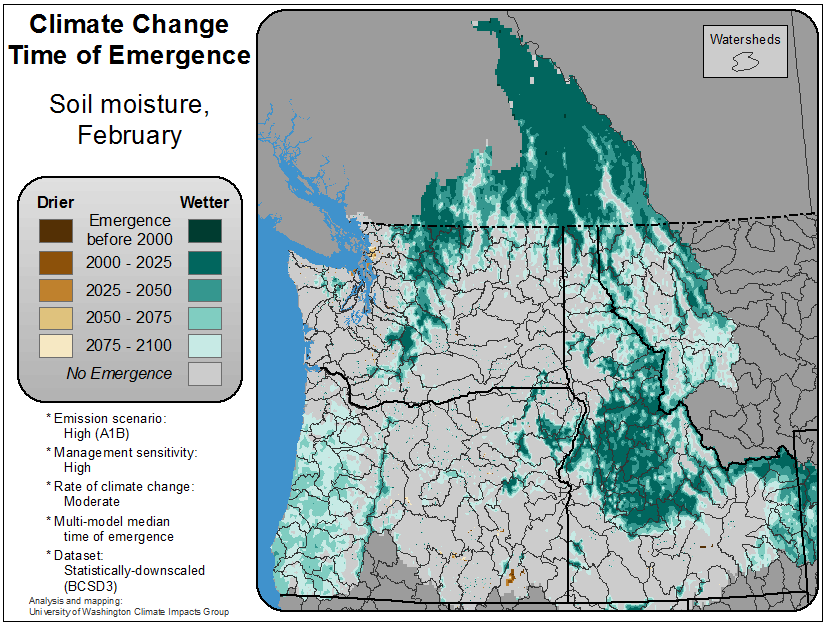 Climate Change
Time of Emergence
Soil moisture,
February
Drier
Wetter
Emergence
before 2000
2000 - 2025
2025 - 2050
2050 - 2075
2075 - 2100
No Emergence
* Emission scenario:
High (A1B)
* Management sensitivity:
High
* Rate of climate change:
Moderate
* Multi-model median
time of emergence
* Dataset:
Statistically-downscaled
(BCSD3)
Analysis and mapping:
University of Washington Climate Impacts Group
Watersheds